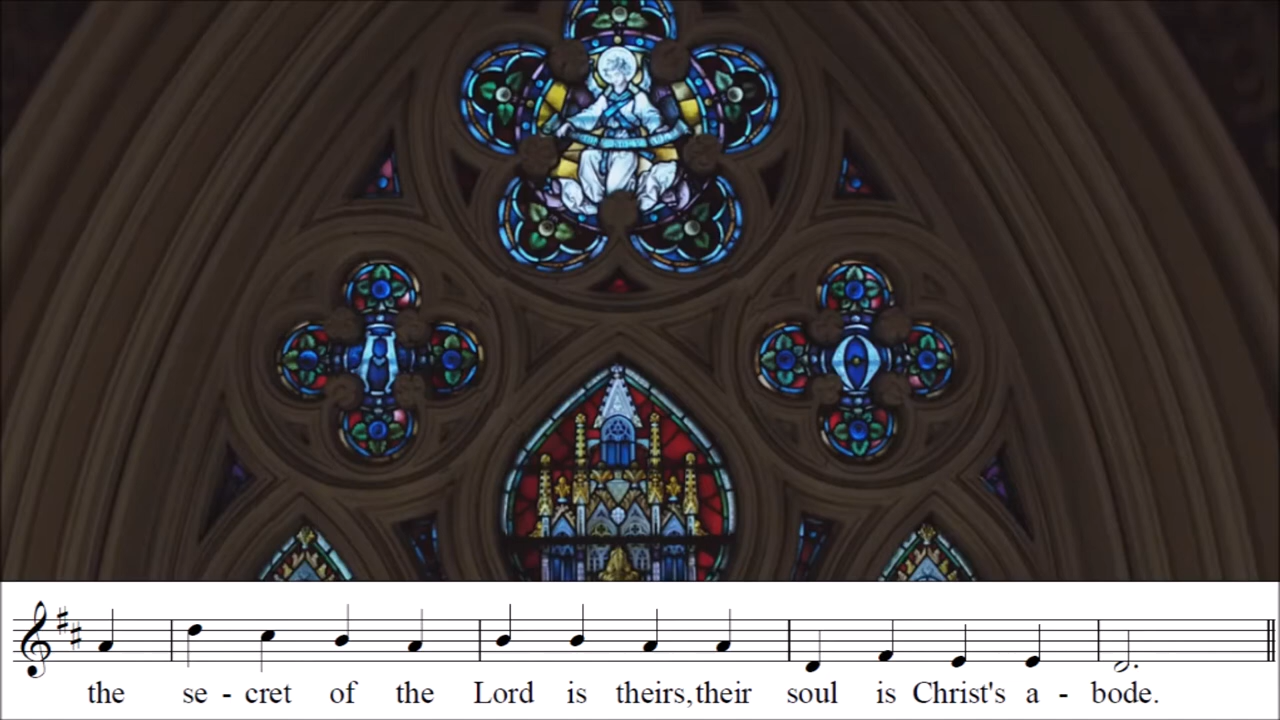 the se - cret of the Lord is theirs, their soul is Christ's a - bode.